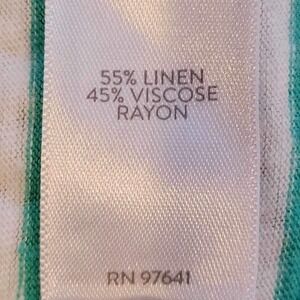 55% LINEN
45% VISCOSE
RAYON
RN 97641